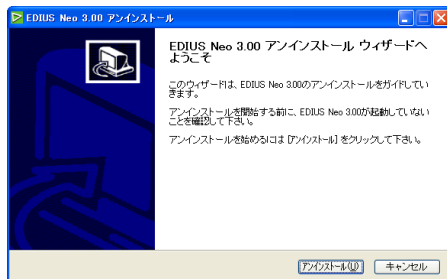 EDIUS Neo 3.00 アンインストール
EDIUS Neo 3.00 アンインストール ウィザードへ
ようこそ
このウィザードは、EDIUS Neo 3.00のアンインストールをガイドしてい
きます。
アンインストールを開始する前に、EDIUS Neo 3.00が起動していない
ことを確認して下さい。
アンインストールを始めるには [アンインストール] をクリックして下さい。
アンインストール(U)
キャンセル